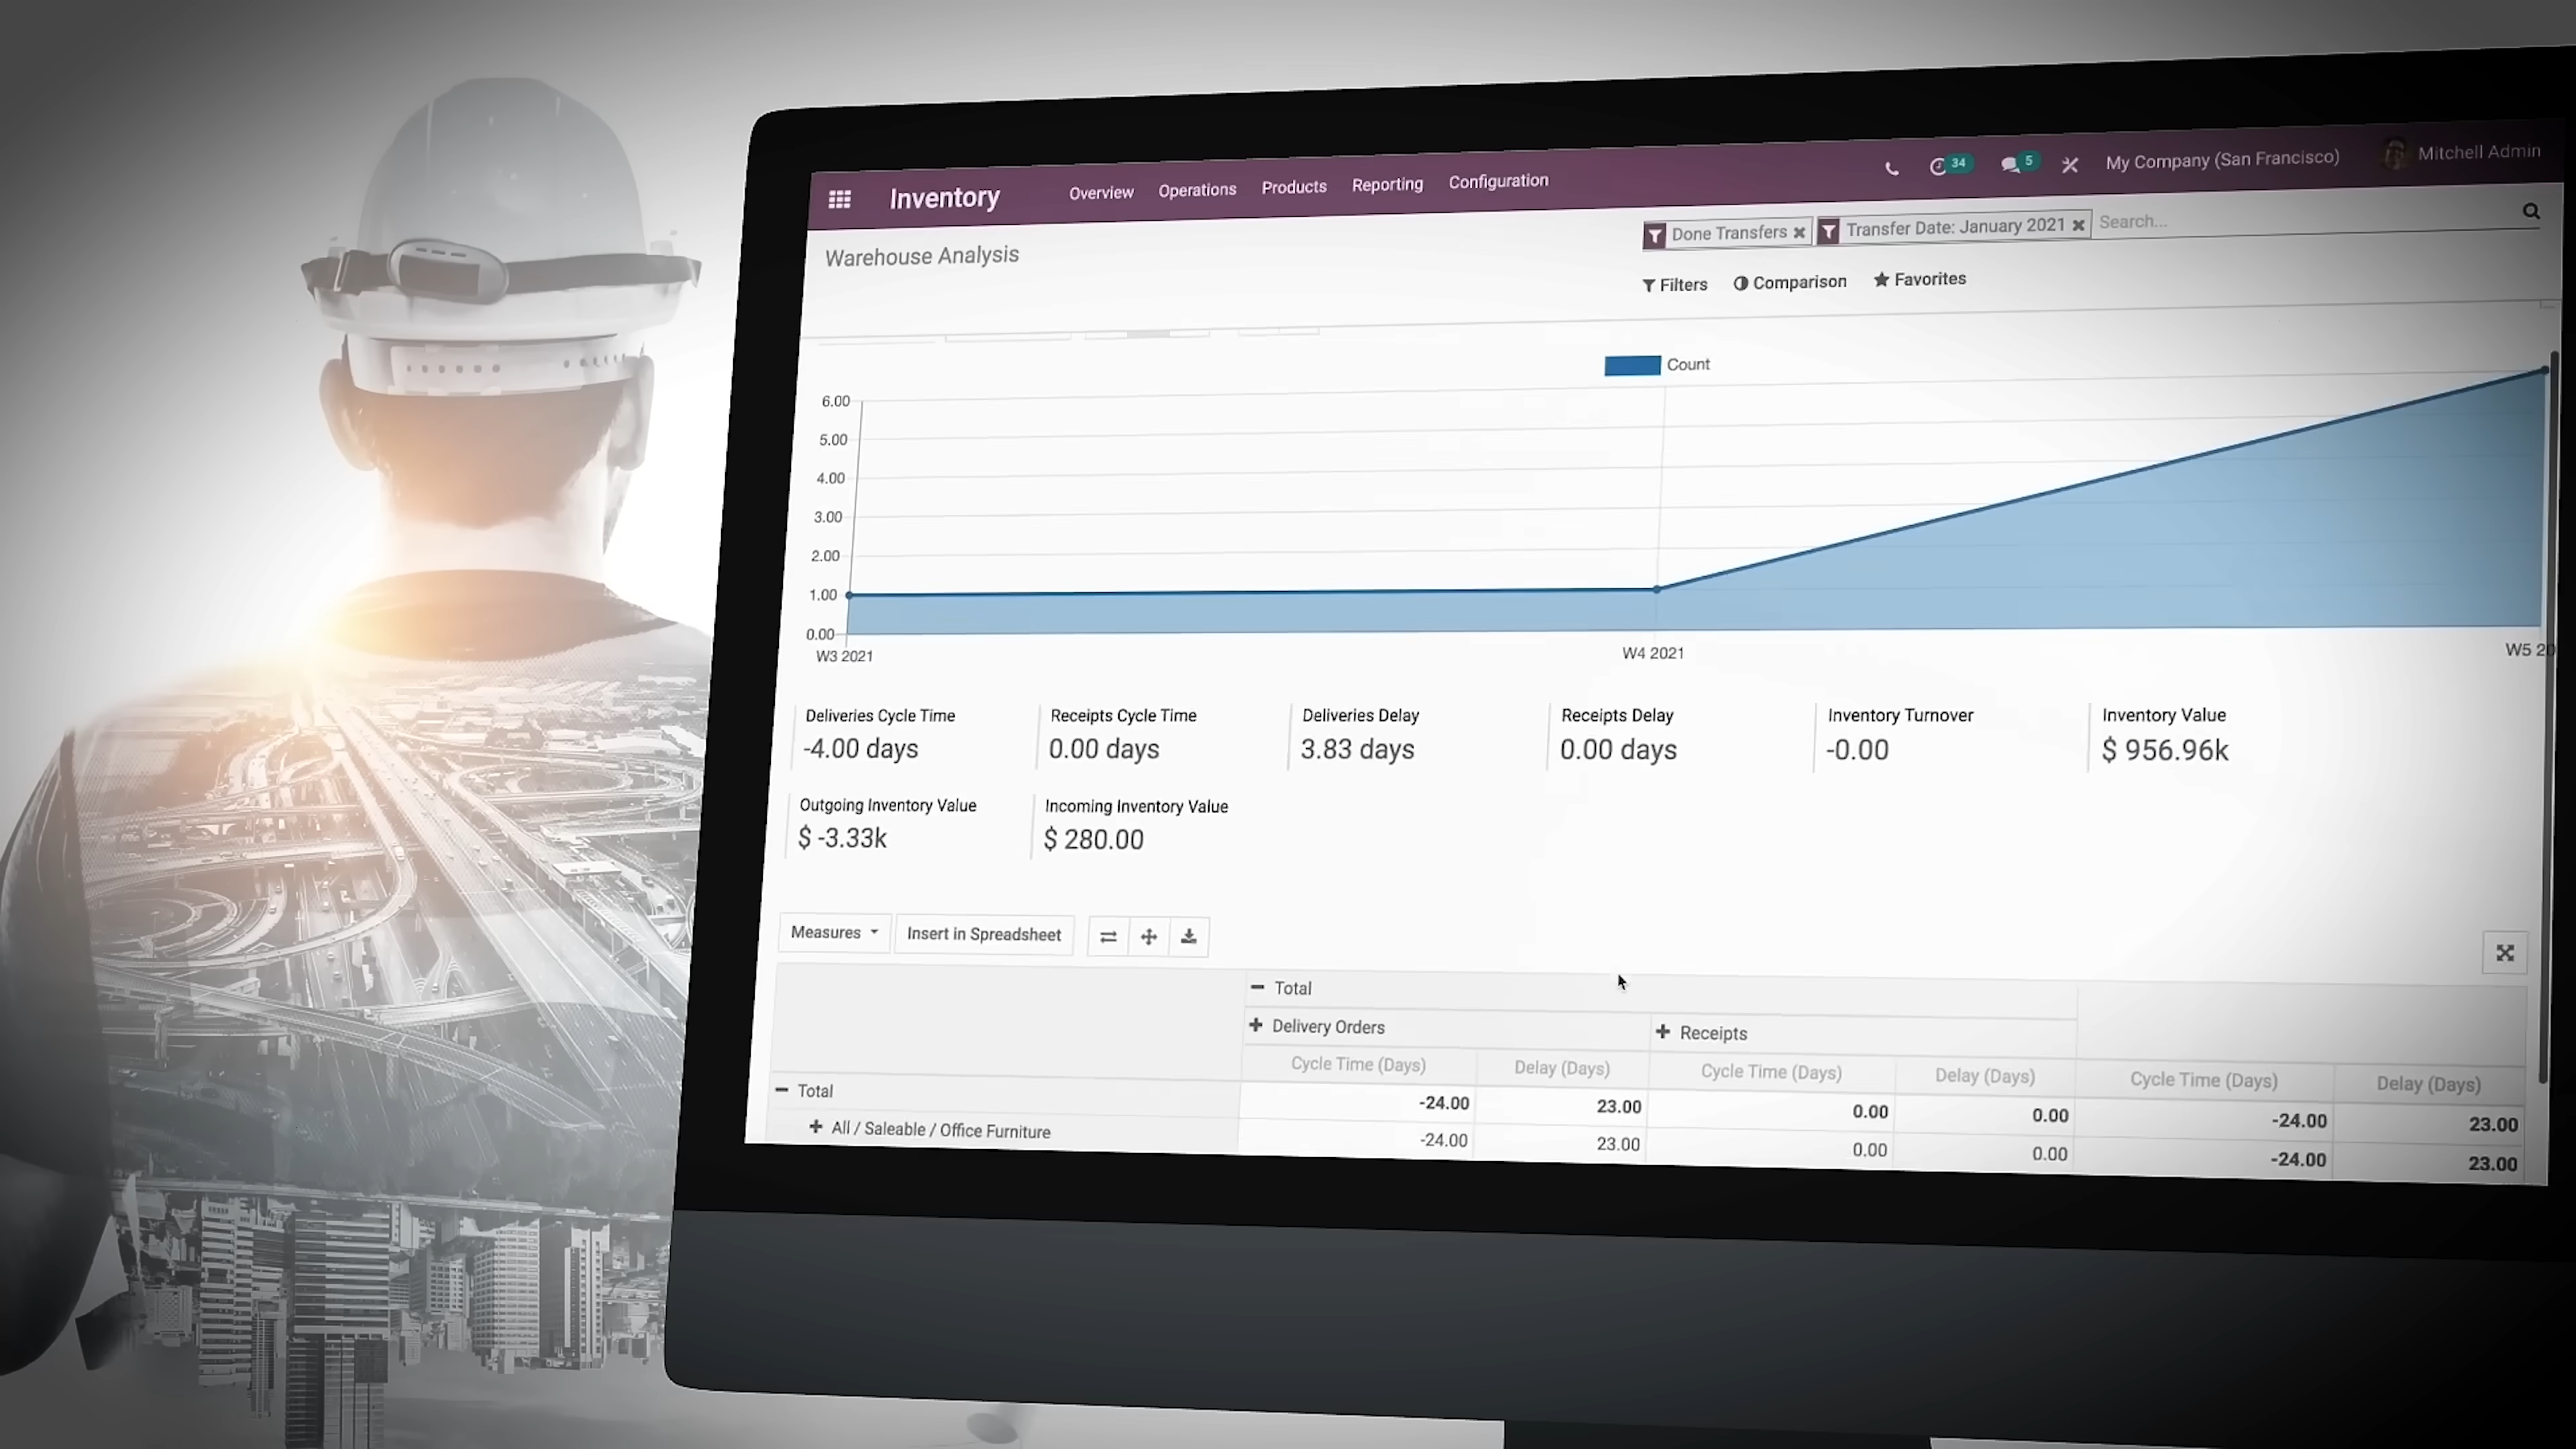 Inventory Overview Operations Products Reporting Configuration 34 5 My Company (San Francisco) Mitchell Admin
Warehouse Analysis
Done Transfers Transfer Date: January 2021 Search...
Filters Comparison Favorites
Count
6.00
5.00
4.00
3.00
2.00
1.00
0.00
W3 2021 W4 2021 W5 20
Deliveries Cycle Time Receipts Cycle Time Deliveries Delay Receipts Delay Inventory Turnover Inventory Value
-4.00 days 0.00 days 3.83 days 0.00 days -0.00 $ 956.96k
Outgoing Inventory Value Incoming Inventory Value
$ -3.33k $ 280.00
Measures Insert in Spreadsheet
Total
Delivery Orders Receipts
Cycle Time (Days) Delay (Days) Cycle Time (Days) Delay (Days) Cycle Time (Days) Delay (Days)
Total -24.00 23.00 0.00 0.00 -24.00 23.00
All / Saleable / Office Furniture -24.00 23.00 0.00 0.00 -24.00 23.00